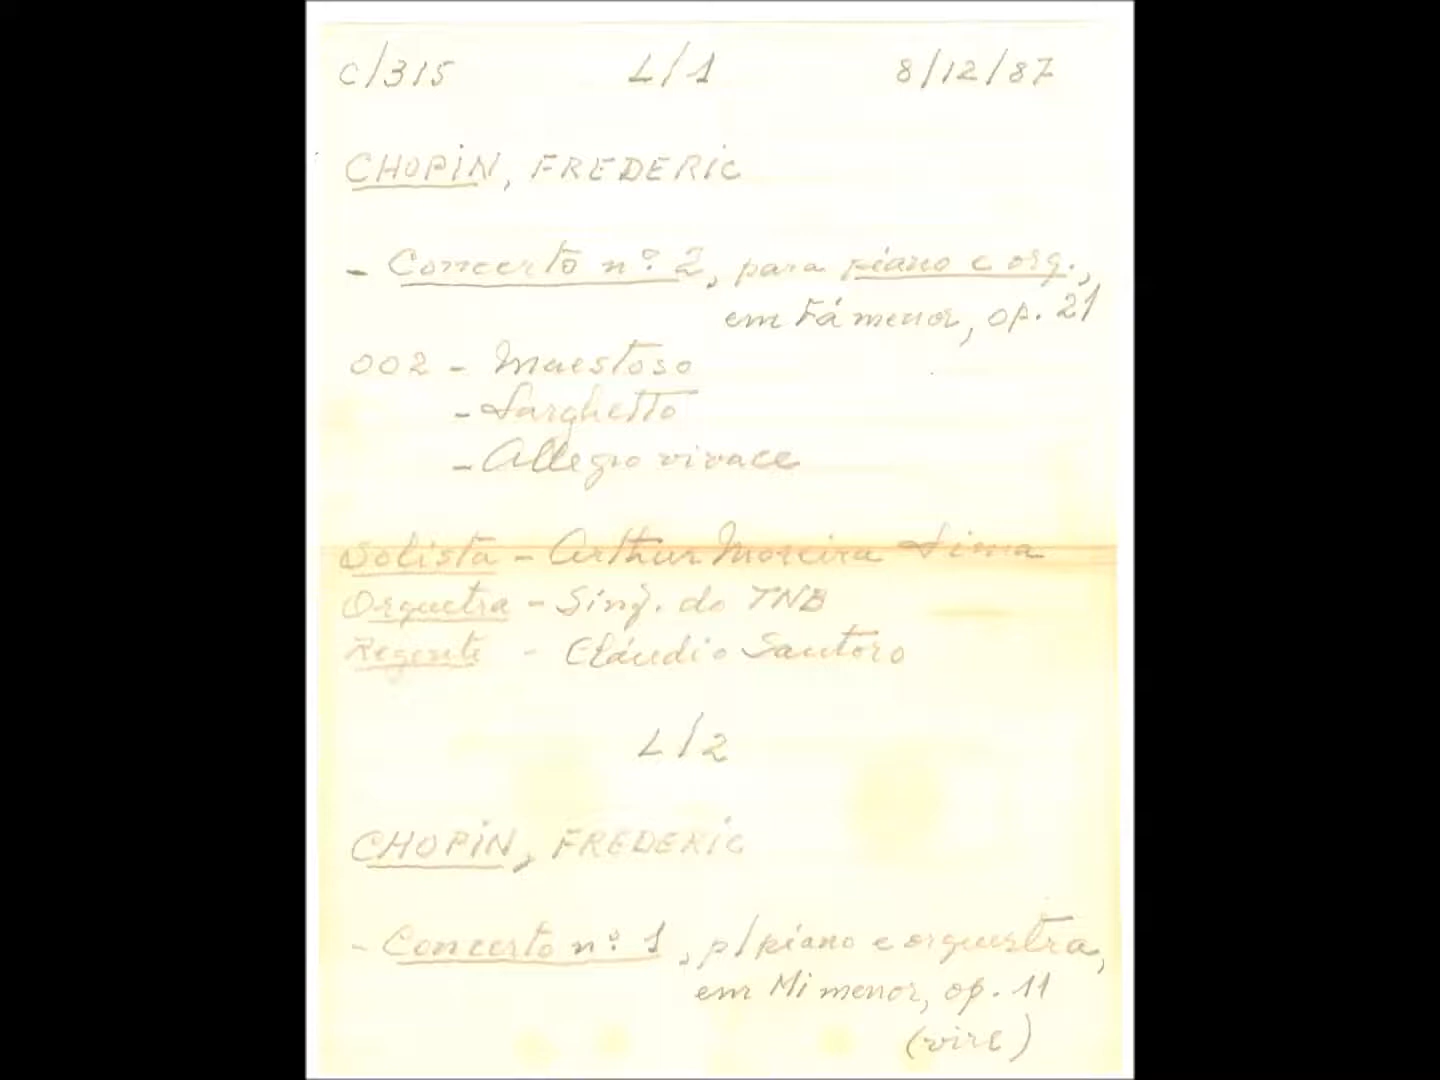 C/315 L/1 8/12/87
CHOPIN, FREDERIC
- Concerto nº 2, para piano e orq.,
em Fá menor, op. 21
002 - Maestoso
- Larghetto
- Allegro vivace
Solista - Arthur Moreira Lima
Orquestra - Sinf. do TNB
Regente - Cláudio Santoro
L/2
CHOPIN, FREDERIC
- Concerto nº 1, p/ piano e orquestra,
em Mi menor, op. 11
(vire)